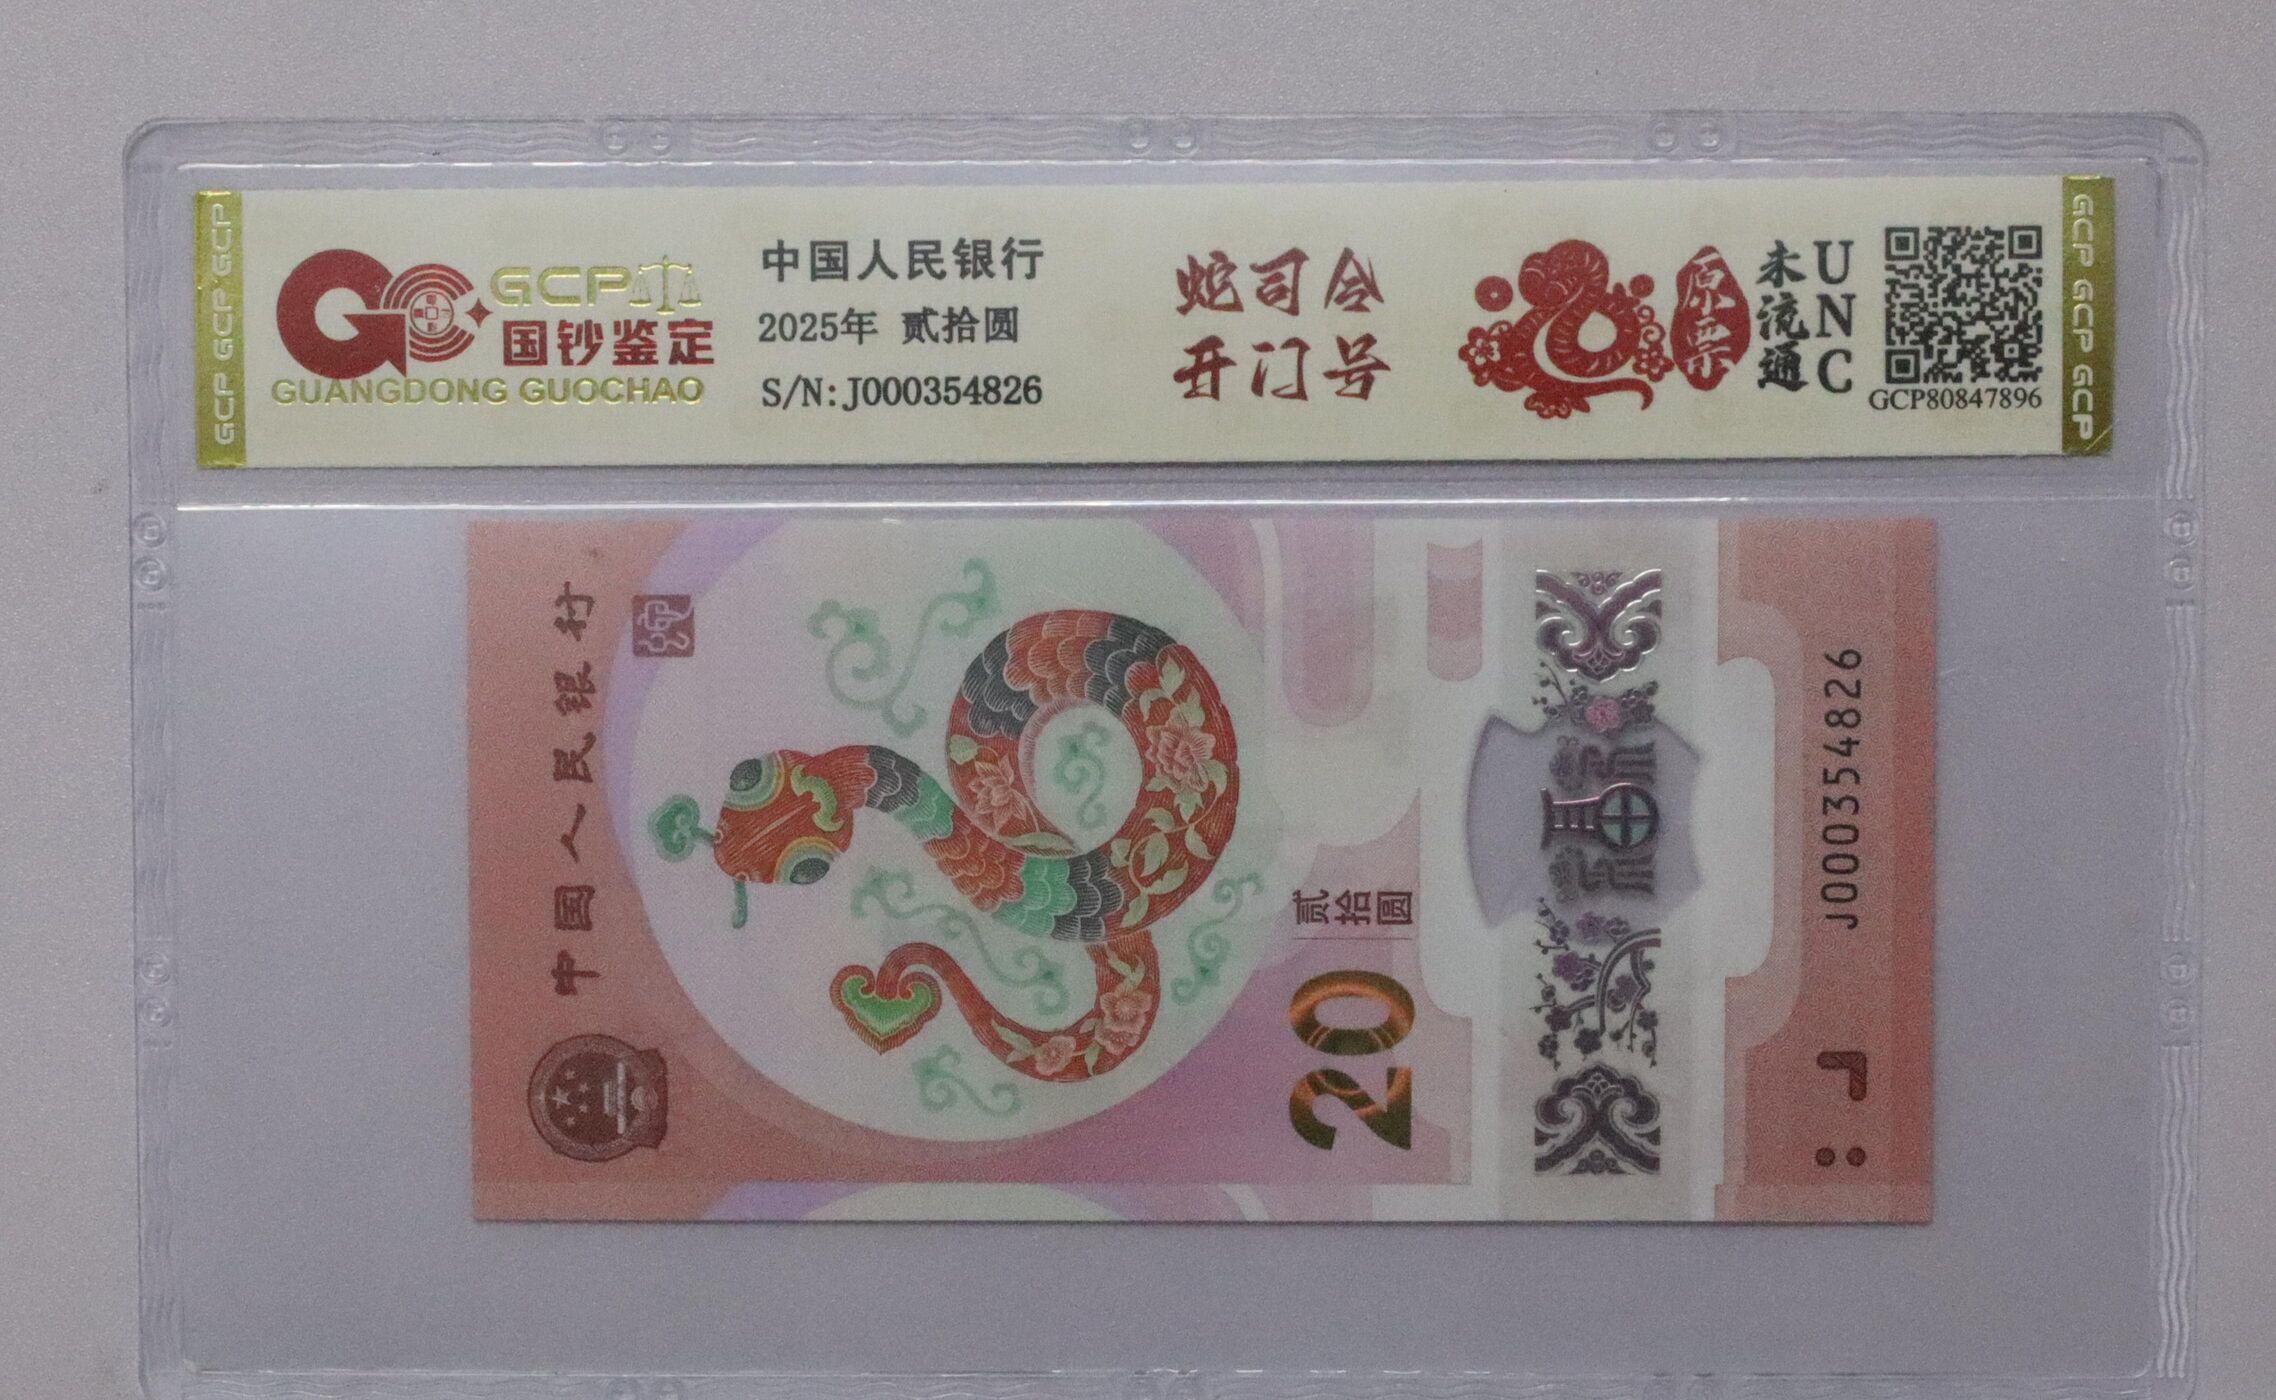 GCP GCP GCP
GCP
国钞鉴定
GUANGDONG GUOCHAO
中国人民银行
2025年 贰拾圆
S/N:J000354826
蛇司令
开门号
原票
未流通
UNC
GCP80847896
GCP GCP GCP
中国人民银行
贰拾圆
20
福
J000354826